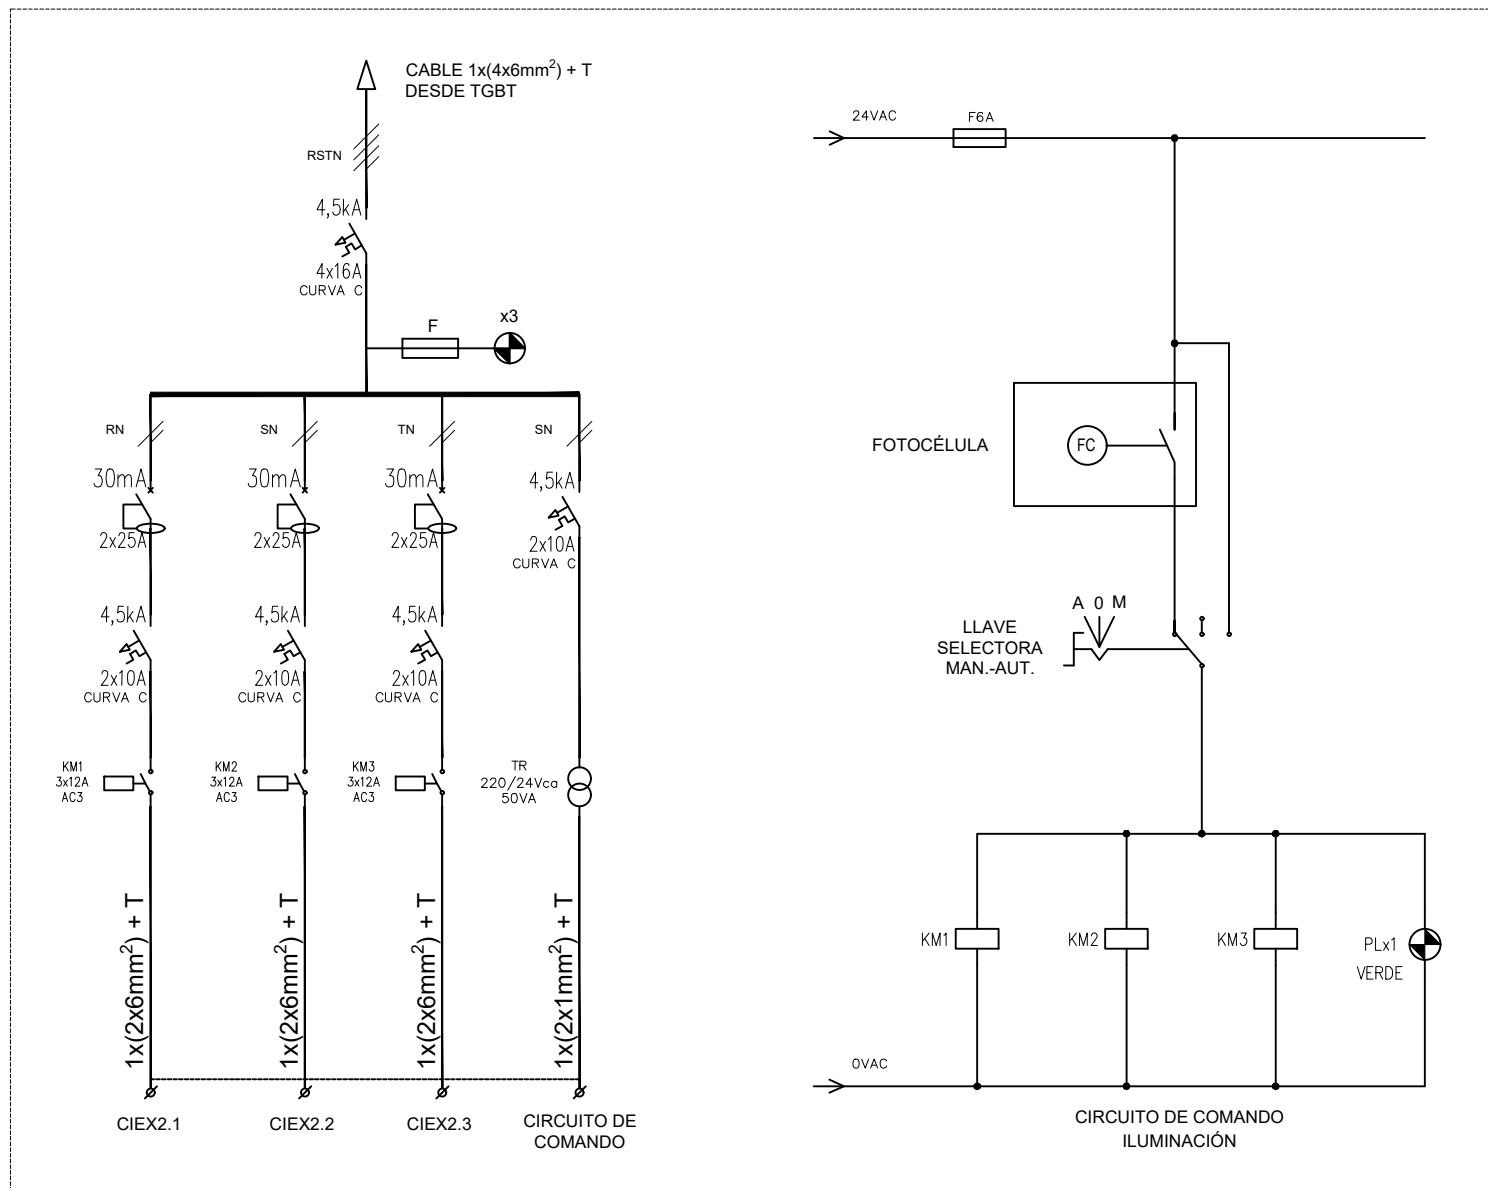 CABLE 1x(4x6mm²) + T
DESDE TGBT
RSTN
4,5kA
4x16A
CURVA C
F
x3
RN
SN
TN
SN
30mA
30mA
30mA
4,5kA
2x25A
2x25A
2x25A
2x10A
CURVA C
4,5kA
4,5kA
4,5kA
2x10A
CURVA C
2x10A
CURVA C
2x10A
CURVA C
KM1
3x12A
AC3
KM2
3x12A
AC3
KM3
3x12A
AC3
TR
220/24Vca
50VA
1x(2x6mm²) + T
1x(2x6mm²) + T
1x(2x6mm²) + T
1x(2x1mm²) + T
CIEX2.1
CIEX2.2
CIEX2.3
CIRCUITO DE
COMANDO
24VAC
F6A
FOTOCÉLULA
FC
A 0 M
LLAVE
SELECTORA
MAN.-AUT.
KM1
KM2
KM3
PLx1
VERDE
0VAC
CIRCUITO DE COMANDO
ILUMINACIÓN